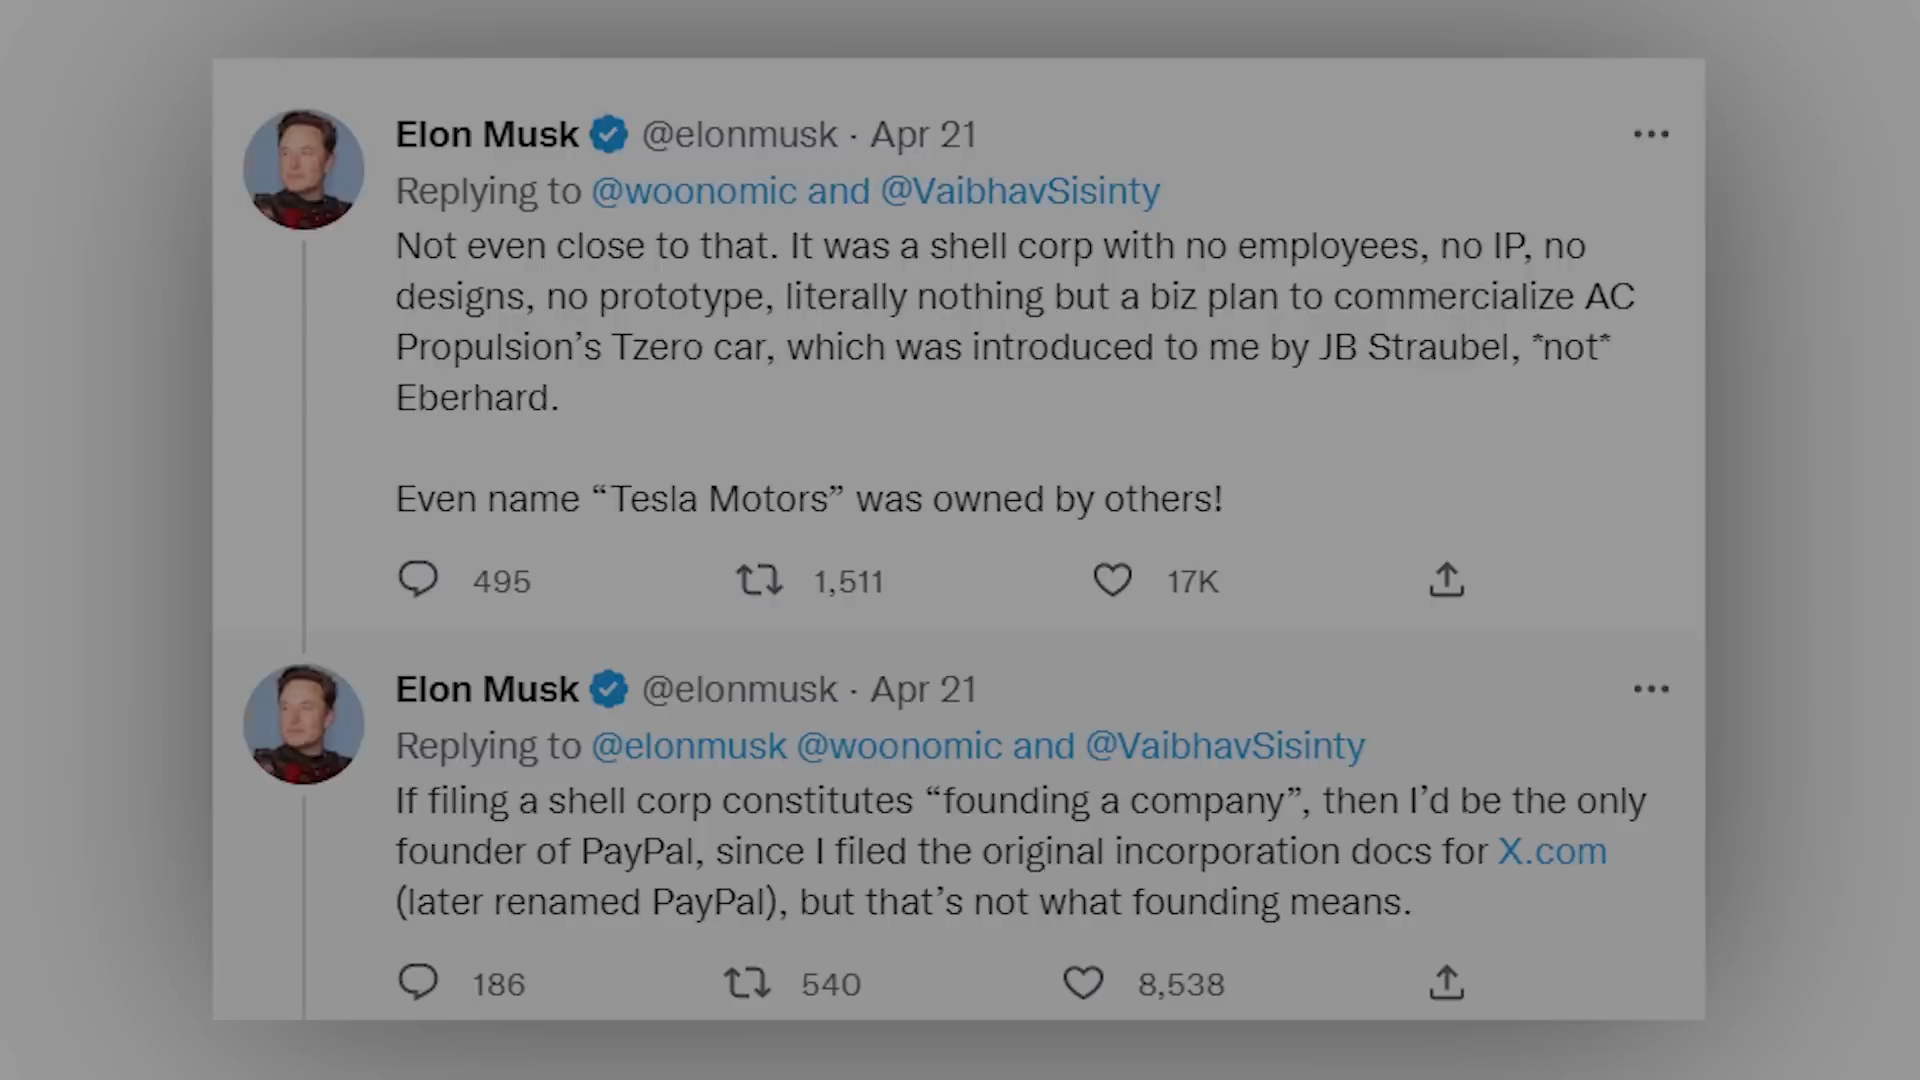 Elon Musk @elonmusk · Apr 21
Replying to @woonomic and @VaibhavSisinty
Not even close to that. It was a shell corp with no employees, no IP, no
designs, no prototype, literally nothing but a biz plan to commercialize AC
Propulsion’s Tzero car, which was introduced to me by JB Straubel, *not*
Eberhard.
Even name “Tesla Motors” was owned by others!
495 1,511 17K
Elon Musk @elonmusk · Apr 21
Replying to @elonmusk @woonomic and @VaibhavSisinty
If filing a shell corp constitutes “founding a company”, then I’d be the only
founder of PayPal, since I filed the original incorporation docs for X.com
(later renamed PayPal), but that’s not what founding means.
186 540 8,538